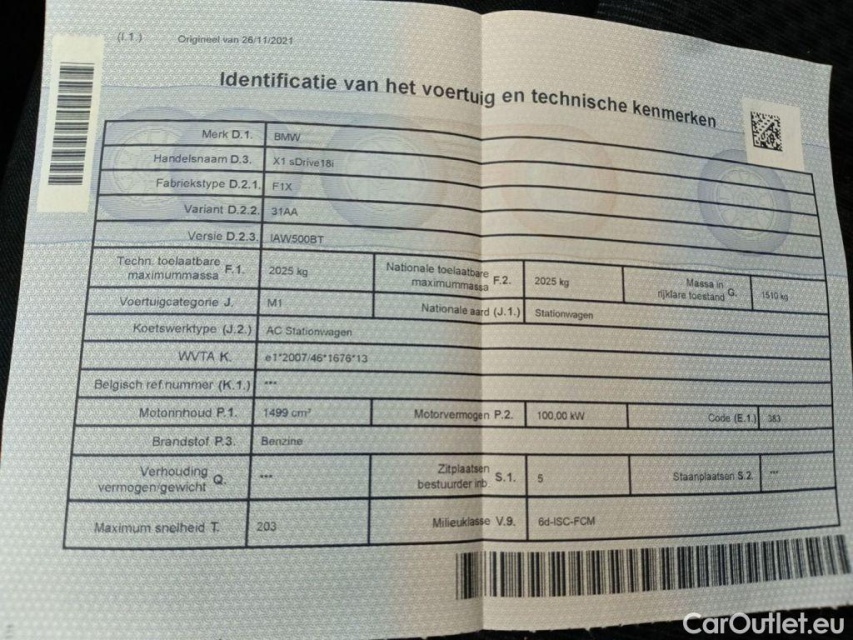 (I.1.) Origineel van 26/11/2021
Identificatie van het voertuig en technische kenmerken
Merk D.1. BMW
Handelsnaam D.3. X1 sDrive18i
Fabriekstype D.2.1. F1X
Variant D.2.2. 31AA
Versie D.2.3. IAW500BT
Techn. toelaatbare maximummassa F.1. 2025 kg Nationale toelaatbare maximummassa F.2. 2025 kg Massa in rijklare toestand G. 1510 kg
Voertuigcategorie J. M1 Nationale aard (J.1.) Stationwagen
Koetswerktype (J.2.) AC Stationwagen
WVTA K. e1*2007/46*1676*13
Belgisch ref.nummer (K.1.) ***
Motorinhoud P.1. 1499 cm³ Motorvermogen P.2. 100,00 kW Code (E.1.) 383
Brandstof P.3. Benzine
Verhouding vermogen/gewicht Q. *** Zitplaatsen bestuurder inb. S.1. 5 Staanplaatsen S.2. ***
Maximum snelheid T. 203 Milieuklasse V.9. 6d-ISC-FCM
CarOutlet.eu